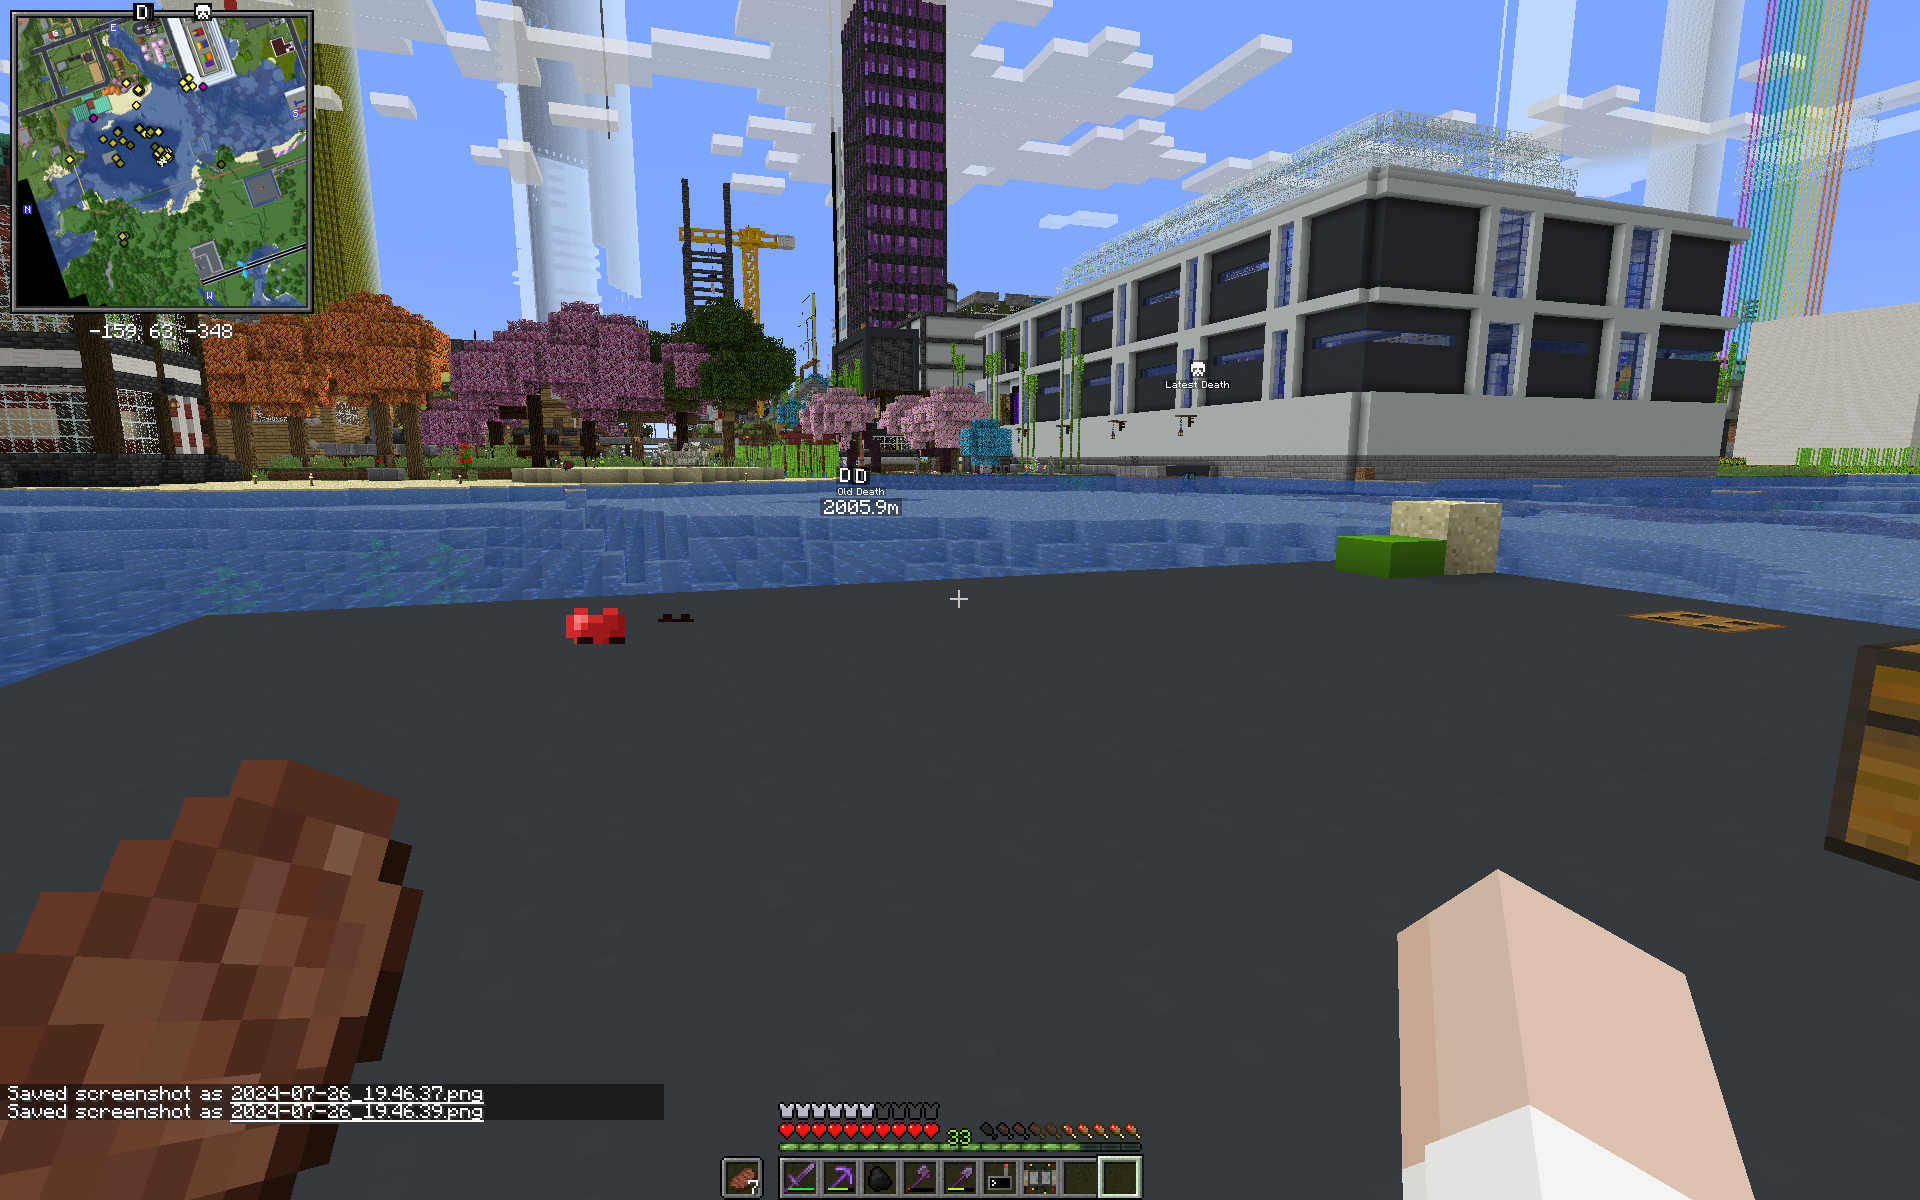 D
E
S
N
W
-159, 63, -348
Latest Death
D D
Old Death
2005.9m
Saved screenshot as 2024-07-26_19.46.37.png
Saved screenshot as 2024-07-26_19.46.39.png
33
7